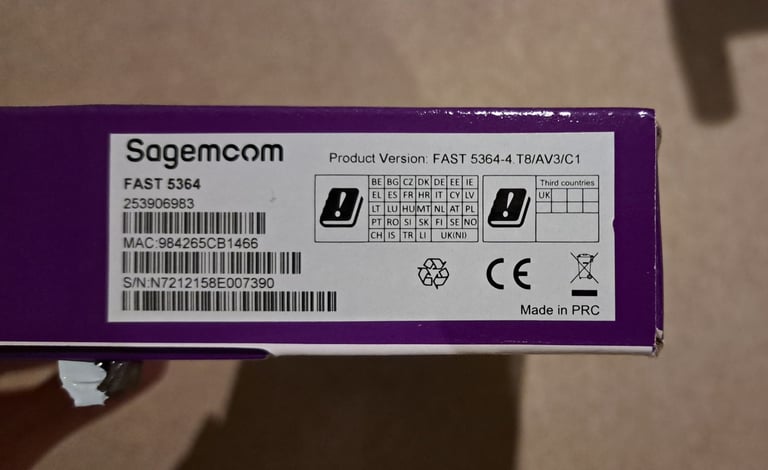 Sagemcom
Product Version: FAST 5364-4.T8/AV3/C1
FAST 5364
253906983
MAC:984265CB1466
S/N:N7212158E007390
BE BG CZ DK DE EE IE
EL ES FR HR IT CY LV
LT LU HU MT NL AT PL
PT RO SI SK FI SE NO
CH IS TR LI UK(NI)
Third countries
UK
CE
Made in PRC